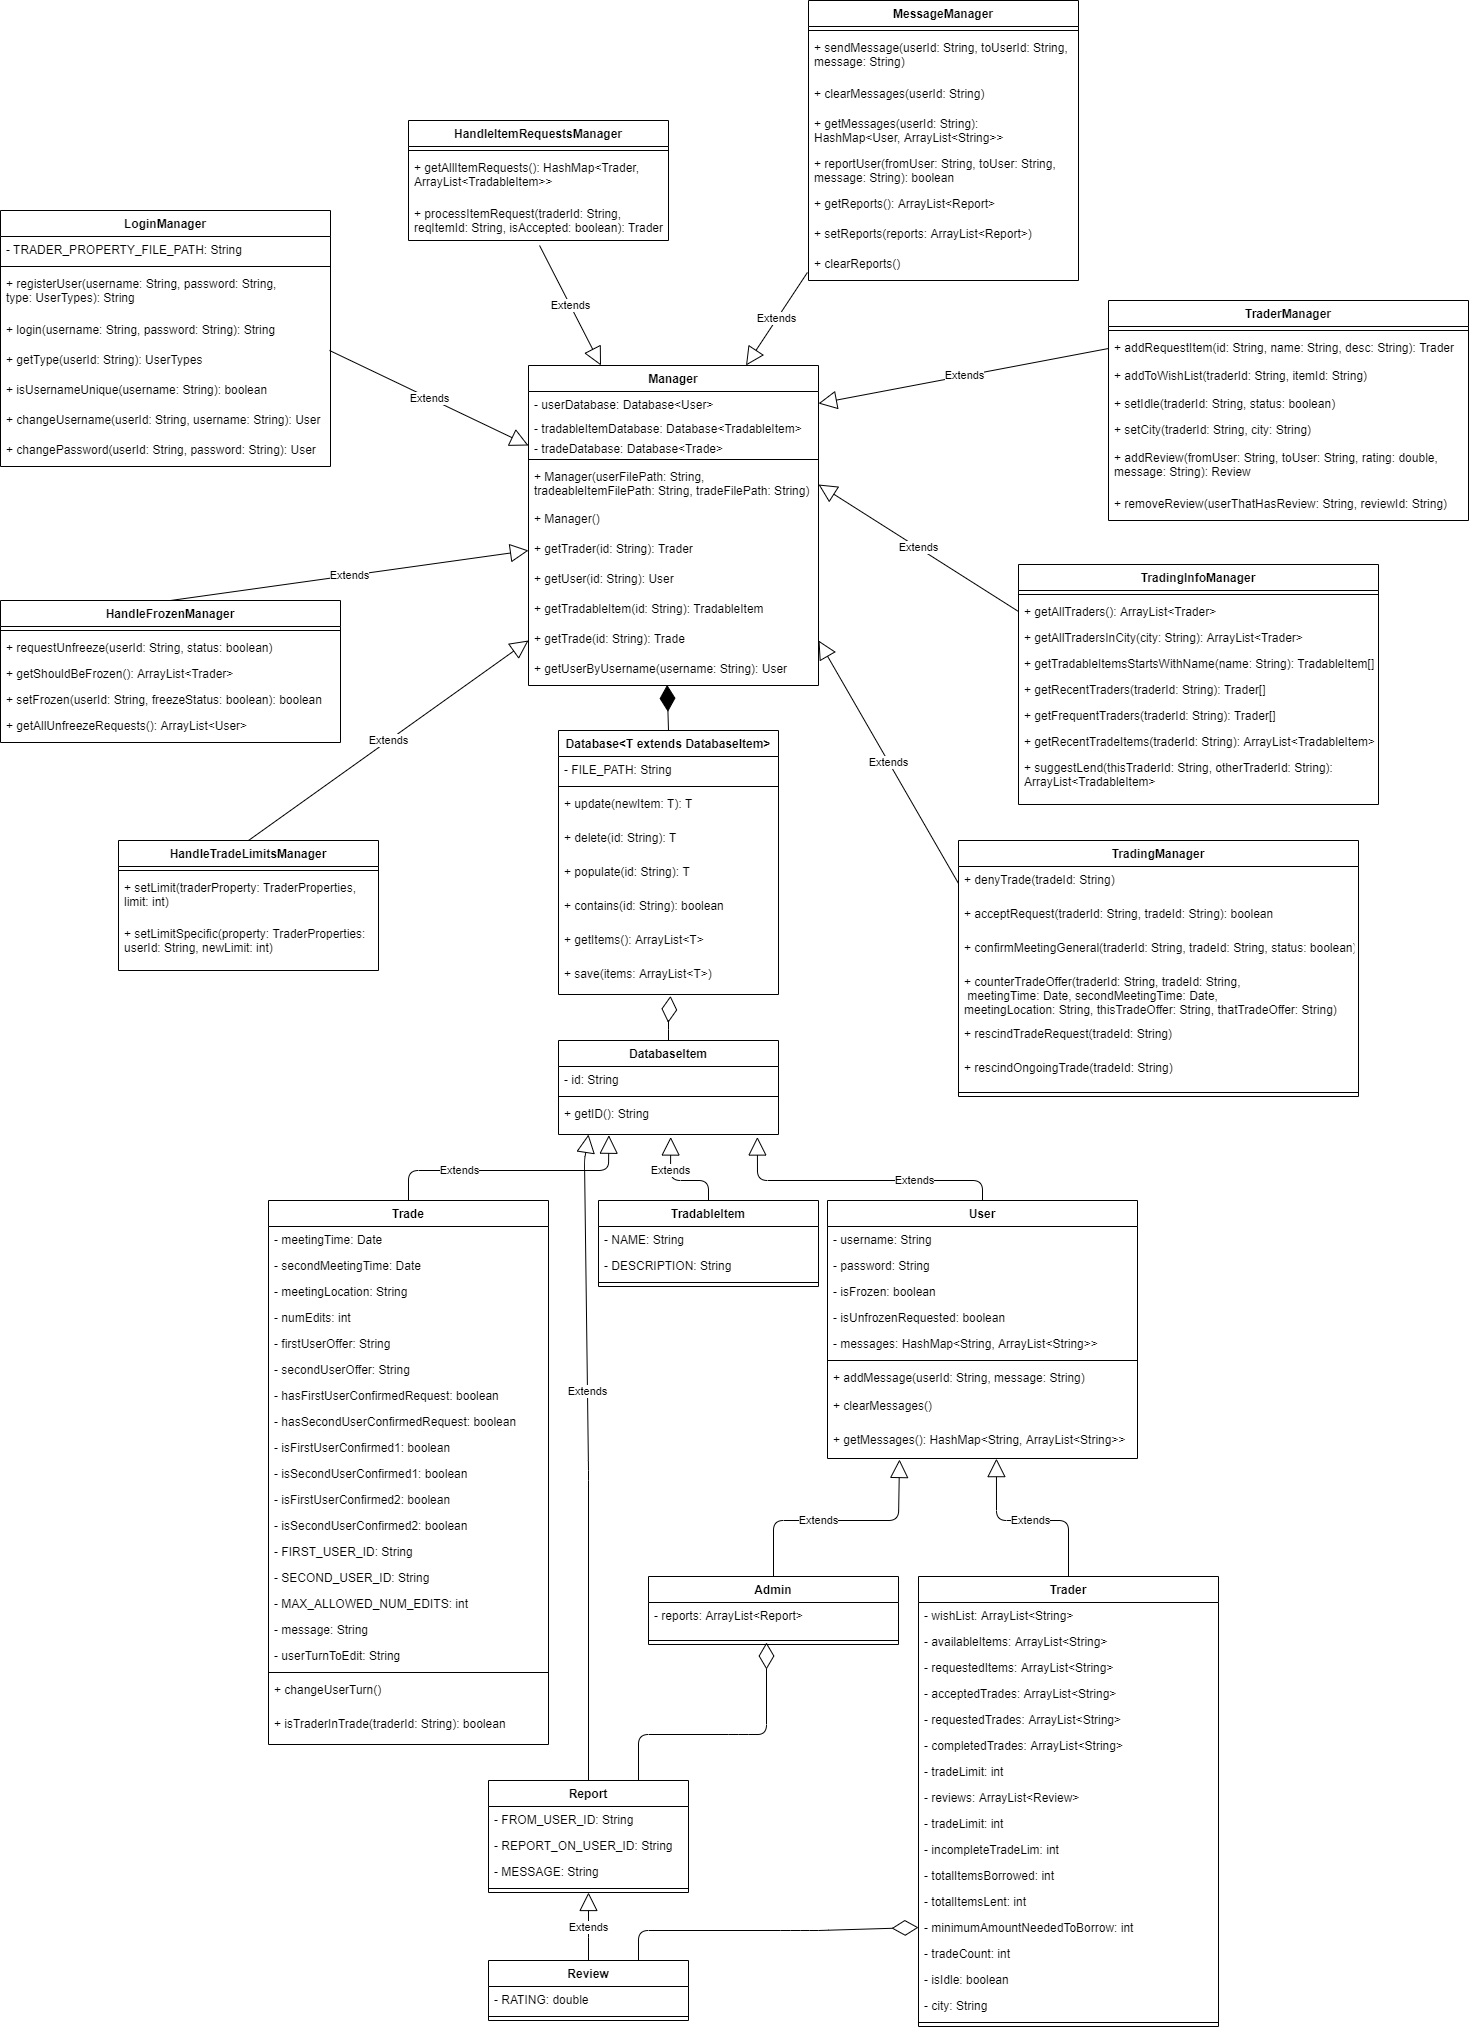 MessageManager
+ sendMessage(userId: String, toUserId: String,
message: String)
+ clearMessages(userId: String)
+ getMessages(userId: String):
HashMap<User, ArrayList<String>>
+ reportUser(fromUser: String, toUser: String,
message: String): boolean
+ getReports(): ArrayList<Report>
+ setReports(reports: ArrayList<Report>)
+ clearReports()
HandleItemRequestsManager
+ getAllItemRequests(): HashMap<Trader,
ArrayList<TradableItem>>
+ processItemRequest(traderId: String,
reqItemId: String, isAccepted: boolean): Trader
LoginManager
- TRADER_PROPERTY_FILE_PATH: String
+ registerUser(username: String, password: String,
type: UserTypes): String
+ login(username: String, password: String): String
+ getType(userId: String): UserTypes
+ isUsernameUnique(username: String): boolean
+ changeUsername(userId: String, username: String): User
+ changePassword(userId: String, password: String): User
Extends
Extends
Extends
Extends
TraderManager
+ addRequestItem(id: String, name: String, desc: String): Trader
+ addToWishList(traderId: String, itemId: String)
+ setIdle(traderId: String, status: boolean)
+ setCity(traderId: String, city: String)
+ addReview(fromUser: String, toUser: String, rating: double,
message: String): Review
+ removeReview(userThatHasReview: String, reviewId: String)
Manager
- userDatabase: Database<User>
- tradableItemDatabase: Database<TradableItem>
- tradeDatabase: Database<Trade>
+ Manager(userFilePath: String,
tradeableItemFilePath: String, tradeFilePath: String)
+ Manager()
+ getTrader(id: String): Trader
+ getUser(id: String): User
+ getTradableItem(id: String): TradableItem
+ getTrade(id: String): Trade
+ getUserByUsername(username: String): User
Extends
Extends
Extends
Extends
HandleFrozenManager
+ requestUnfreeze(userId: String, status: boolean)
+ getShouldBeFrozen(): ArrayList<Trader>
+ setFrozen(userId: String, freezeStatus: boolean): boolean
+ getAllUnfreezeRequests(): ArrayList<User>
TradingInfoManager
+ getAllTraders(): ArrayList<Trader>
+ getAllTradersInCity(city: String): ArrayList<Trader>
+ getTradableItemsStartsWithName(name: String): TradableItem[]
+ getRecentTraders(traderId: String): Trader[]
+ getFrequentTraders(traderId: String): Trader[]
+ getRecentTradeItems(traderId: String): ArrayList<TradableItem>
+ suggestLend(thisTraderId: String, otherTraderId: String):
ArrayList<TradableItem>
HandleTradeLimitsManager
+ setLimit(traderProperty: TraderProperties,
limit: int)
+ setLimitSpecific(property: TraderProperties:
userId: String, newLimit: int)
Database<T extends DatabaseItem>
- FILE_PATH: String
+ update(newItem: T): T
+ delete(id: String): T
+ populate(id: String): T
+ contains(id: String): boolean
+ getItems(): ArrayList<T>
+ save(items: ArrayList<T>)
TradingManager
+ denyTrade(tradeId: String)
+ acceptRequest(traderId: String, tradeId: String): boolean
+ confirmMeetingGeneral(traderId: String, tradeId: String, status: boolean)
+ counterTradeOffer(traderId: String, tradeId: String,
meetingTime: Date, secondMeetingTime: Date,
meetingLocation: String, thisTradeOffer: String, thatTradeOffer: String)
+ rescindTradeRequest(tradeId: String)
+ rescindOngoingTrade(tradeId: String)
DatabaseItem
- id: String
+ getID(): String
Extends
Extends
Extends
Extends
Trade
- meetingTime: Date
- secondMeetingTime: Date
- meetingLocation: String
- numEdits: int
- firstUserOffer: String
- secondUserOffer: String
- hasFirstUserConfirmedRequest: boolean
- hasSecondUserConfirmedRequest: boolean
- isFirstUserConfirmed1: boolean
- isSecondUserConfirmed1: boolean
- isFirstUserConfirmed2: boolean
- isSecondUserConfirmed2: boolean
- FIRST_USER_ID: String
- SECOND_USER_ID: String
- MAX_ALLOWED_NUM_EDITS: int
- message: String
- userTurnToEdit: String
+ changeUserTurn()
+ isTraderInTrade(traderId: String): boolean
TradableItem
- NAME: String
- DESCRIPTION: String
User
- username: String
- password: String
- isFrozen: boolean
- isUnfrozenRequested: boolean
- messages: HashMap<String, ArrayList<String>>
+ addMessage(userId: String, message: String)
+ clearMessages()
+ getMessages(): HashMap<String, ArrayList<String>>
Extends
Extends
Admin
- reports: ArrayList<Report>
Trader
- wishList: ArrayList<String>
- availableItems: ArrayList<String>
- requestedItems: ArrayList<String>
- acceptedTrades: ArrayList<String>
- requestedTrades: ArrayList<String>
- completedTrades: ArrayList<String>
- tradeLimit: int
- reviews: ArrayList<Review>
- tradeLimit: int
- incompleteTradeLim: int
- totalItemsBorrowed: int
- totalItemsLent: int
- minimumAmountNeededToBorrow: int
- tradeCount: int
- isIdle: boolean
- city: String
Report
- FROM_USER_ID: String
- REPORT_ON_USER_ID: String
- MESSAGE: String
Extends
Review
- RATING: double